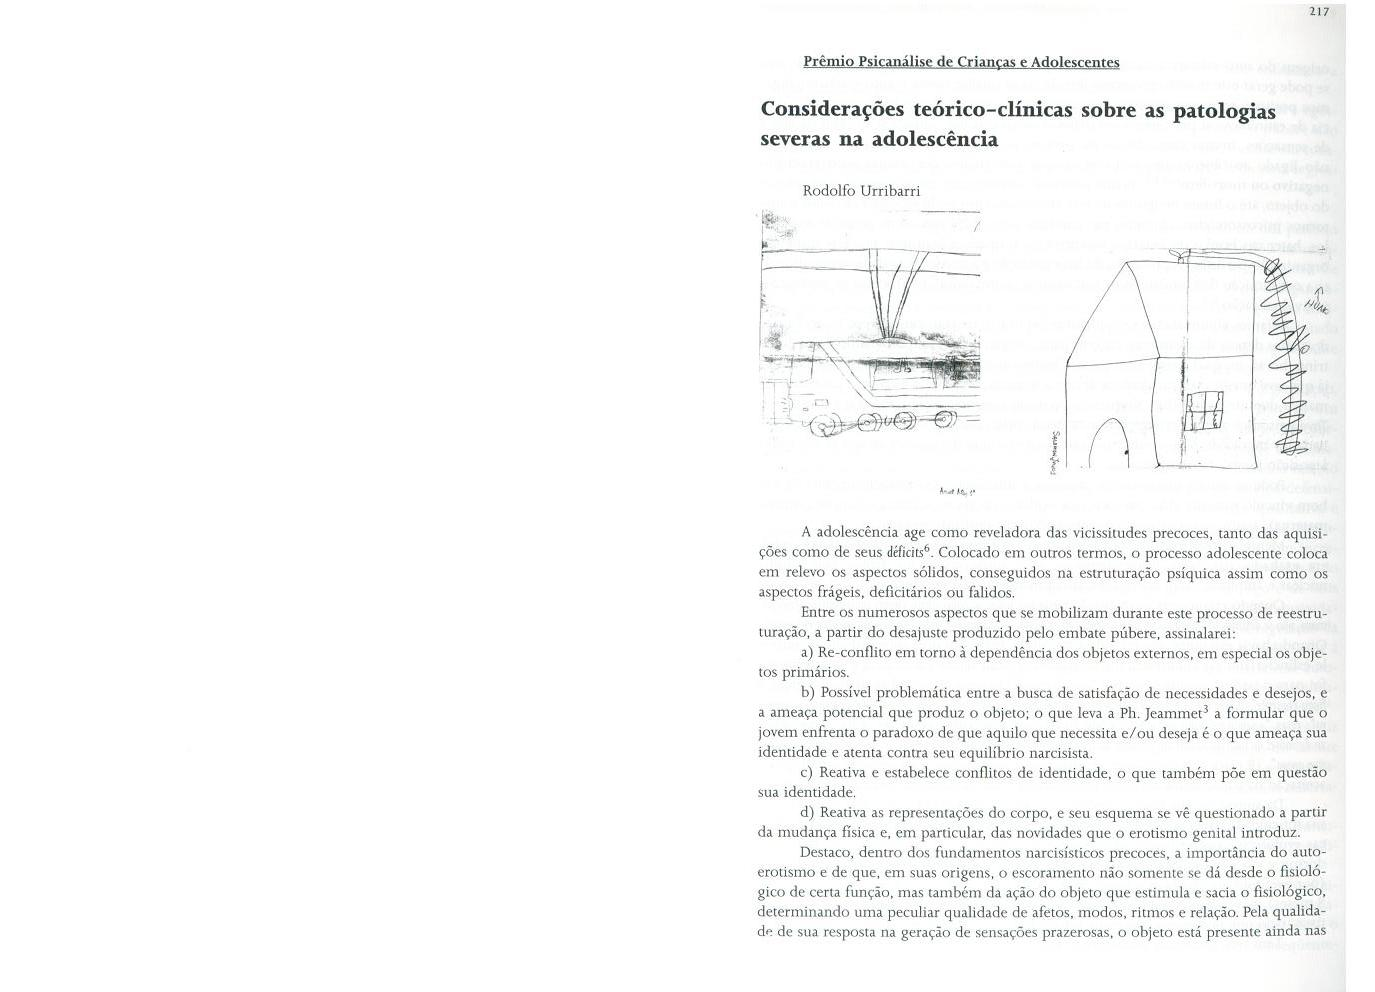 217
Prêmio Psicanálise de Crianças e Adolescentes
Considerações teórico-clínicas sobre as patologias
severas na adolescência
Rodolfo Urribarri
HUMO
A adolescência age como reveladora das vicissitudes precoces, tanto das aquisi-
ções como de seus déficits⁶. Colocado em outros termos, o processo adolescente coloca
em relevo os aspectos sólidos, conseguidos na estruturação psíquica assim como os
aspectos frágeis, deficitários ou falidos.
Entre os numerosos aspectos que se mobilizam durante este processo de reestru-
turação, a partir do desajuste produzido pelo embate púbere, assinalarei:
a) Re-conflito em torno à dependência dos objetos externos, em especial os obje-
tos primários.
b) Possível problemática entre a busca de satisfação de necessidades e desejos, e
a ameaça potencial que produz o objeto; o que leva a Ph. Jeammet³ a formular que o
jovem enfrenta o paradoxo de que aquilo que necessita e/ou deseja é o que ameaça sua
identidade e atenta contra seu equilíbrio narcisista.
c) Reativa e estabelece conflitos de identidade, o que também põe em questão
sua identidade.
d) Reativa as representações do corpo, e seu esquema se vê questionado a partir
da mudança física e, em particular, das novidades que o erotismo genital introduz.
Destaco, dentro dos fundamentos narcisísticos precoces, a importância do auto-
erotismo e de que, em suas origens, o escoramento não somente se dá desde o fisioló-
gico de certa função, mas também da ação do objeto que estimula e sacia o fisiológico,
determinando uma peculiar qualidade de afetos, modos, ritmos e relação. Pela qualida-
de de sua resposta na geração de sensações prazerosas, o objeto está presente ainda nas